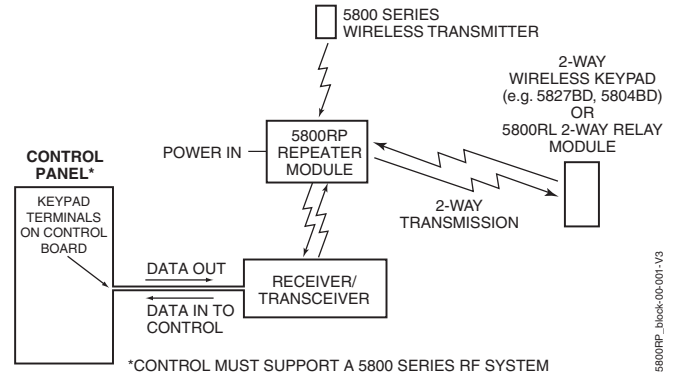 5800 SERIES
WIRELESS TRANSMITTER
2-WAY
WIRELESS KEYPAD
(e.g. 5827BD, 5804BD)
OR
5800RL 2-WAY RELAY
MODULE
POWER IN
5800RP
REPEATER
MODULE
2-WAY
TRANSMISSION
CONTROL
PANEL*
KEYPAD
TERMINALS
ON CONTROL
BOARD
DATA OUT
DATA IN TO
CONTROL
RECEIVER/
TRANSCEIVER
*CONTROL MUST SUPPORT A 5800 SERIES RF SYSTEM
5800RP_block-00-001-V3